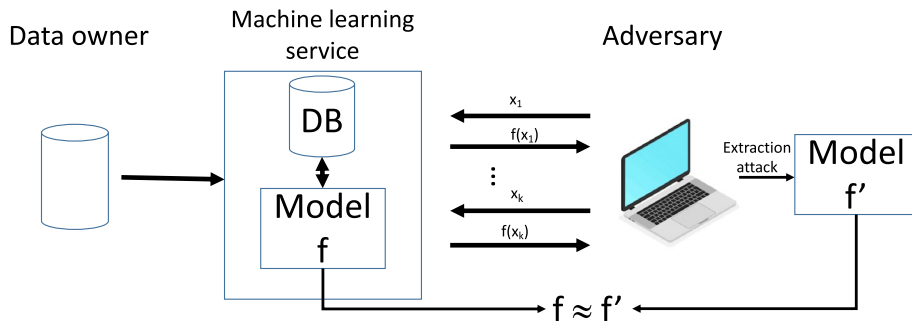 Data owner
Machine learning
service
Adversary
DB
Model
f
x₁
f(x₁)
⋮
xₖ
f(xₖ)
Extraction
attack
Model
f’
f ≈ f’